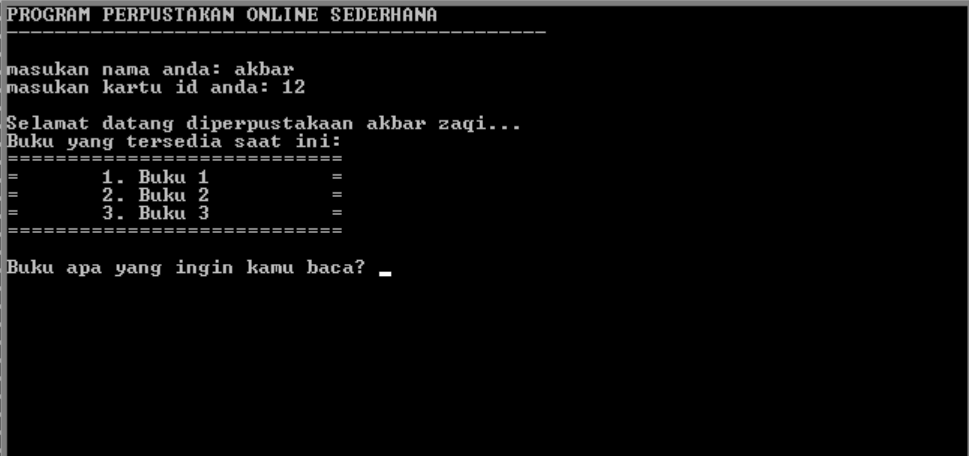 PROGRAM PERPUSTAKAN ONLINE SEDERHANA
---------------------------------------------
masukan nama anda: akbar
masukan kartu id anda: 12
Selamat datang diperpustakaan akbar zaqi...
Buku yang tersedia saat ini:
============================
= 1. Buku 1 =
= 2. Buku 2 =
= 3. Buku 3 =
============================
Buku apa yang ingin kamu baca? _